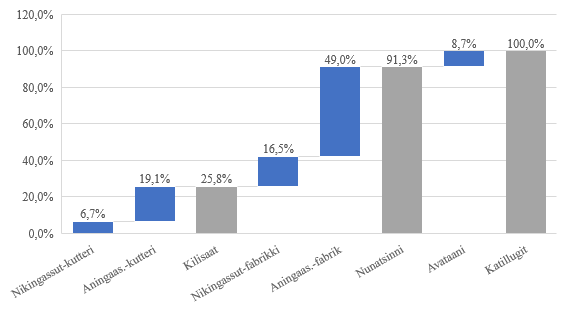 120,0%
100,0%
80,0%
60,0%
40,0%
20,0%
0,0%
6,7%
19,1%
25,8%
16,5%
49,0%
91,3%
8,7%
100,0%
Nikingassut-kutteri
Aningaas.-kutteri
Kilisaat
Nikingassut-fabrikki
Aningaas.-fabrik
Nunatsinni
Avataani
Katillugit